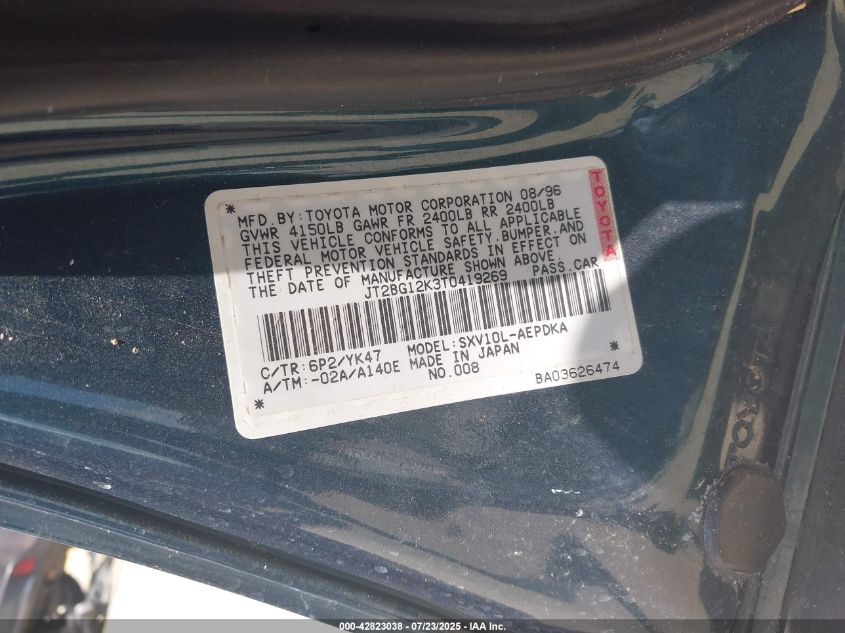 MFD. BY: TOYOTA MOTOR CORPORATION 08/96
GVWR 4150LB GAWR FR 2400LB RR 2400LB
THIS VEHICLE CONFORMS TO ALL APPLICABLE
FEDERAL MOTOR VEHICLE SAFETY, BUMPER, AND
THEFT PREVENTION STANDARDS IN EFFECT ON
THE DATE OF MANUFACTURE SHOWN ABOVE.
JT2BG12K3T0419269 PASS.CAR
TOYOTA
C/TR: 6P2/YK47 MODEL: SXV10L-AEPDKA
A/TM: -02A/A140E MADE IN JAPAN
NO.008 BA03626474
TOYOT
000-42823038 - 07/23/2025 - IAA Inc.